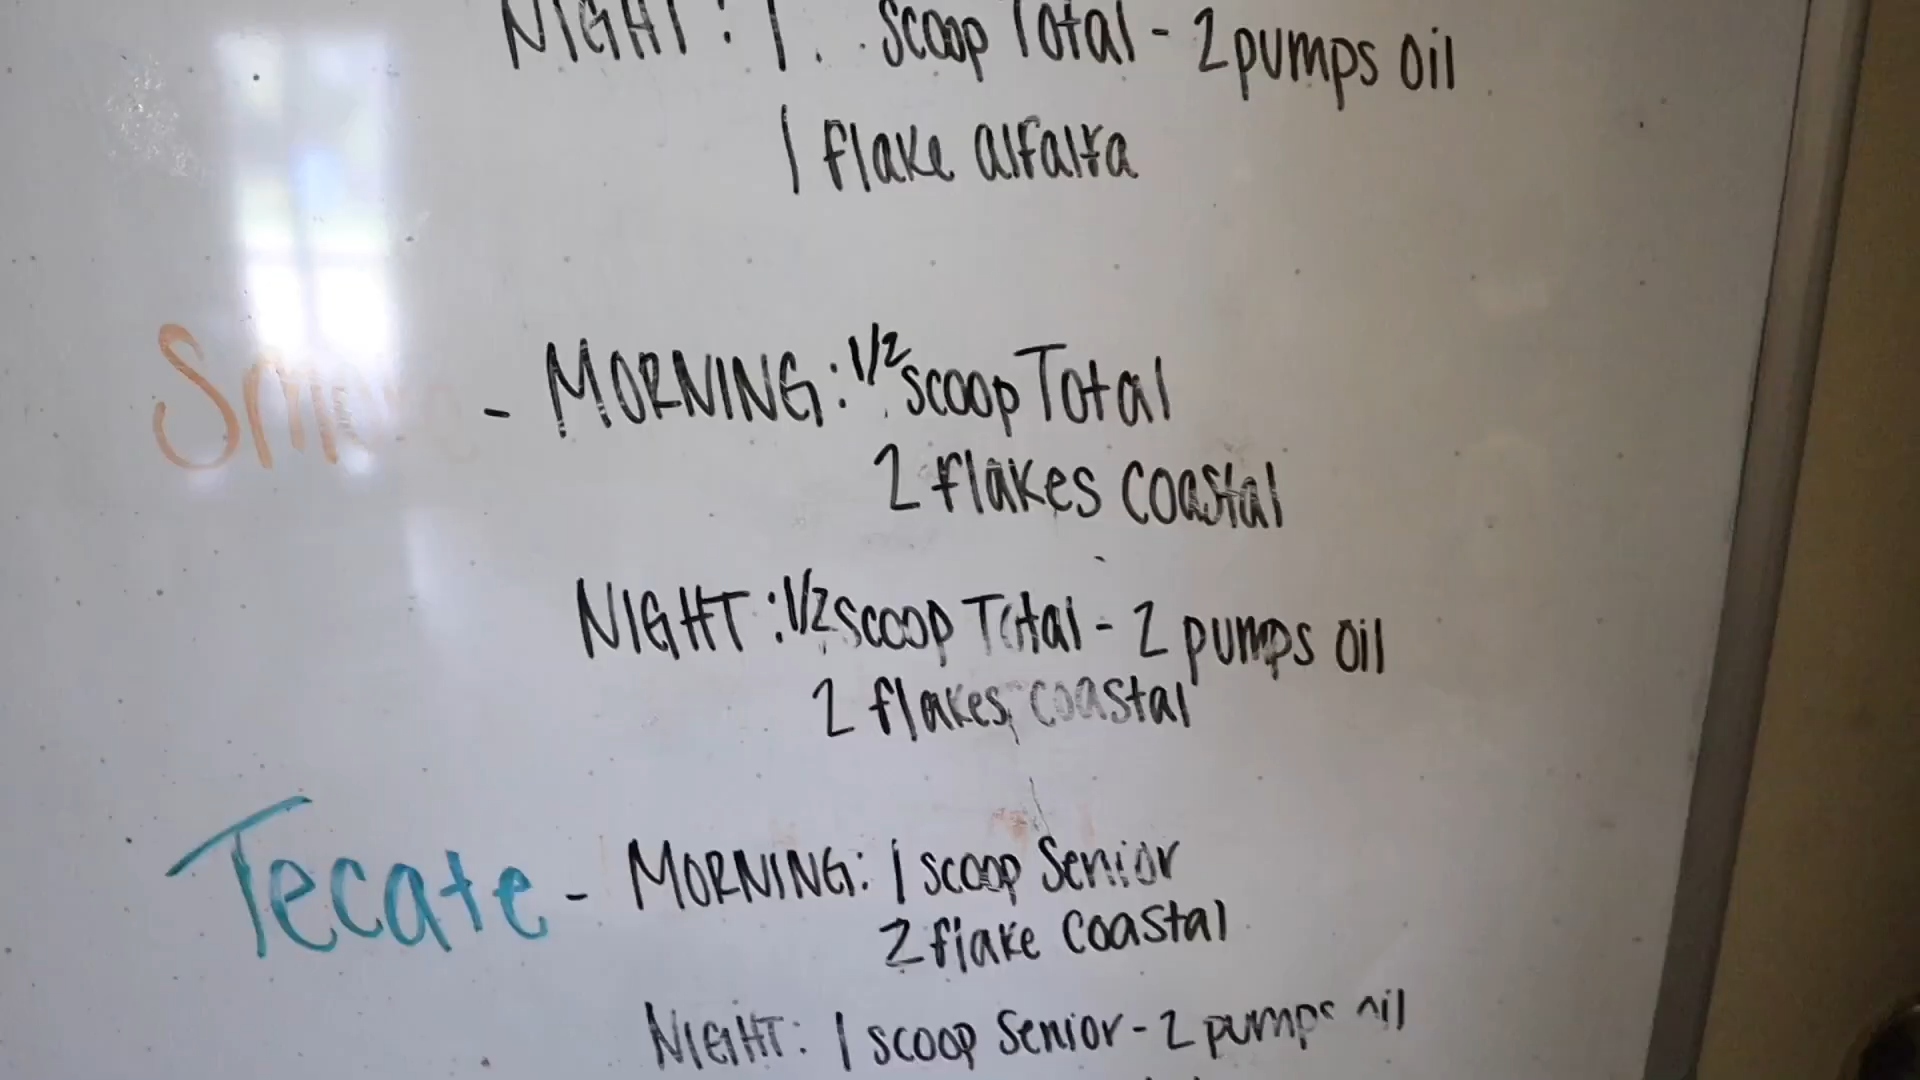 NIGHT: 1 scoop Total - 2 pumps oil
1 flake alfalfa
- MORNING: 1/2 scoop Total
2 flakes coastal
NIGHT: 1/2 scoop Total - 2 pumps oil
2 flakes coastal
Tecate - MORNING: 1 scoop Senior
2 flake coastal
NIGHT: 1 scoop Senior - 2 pumps oil